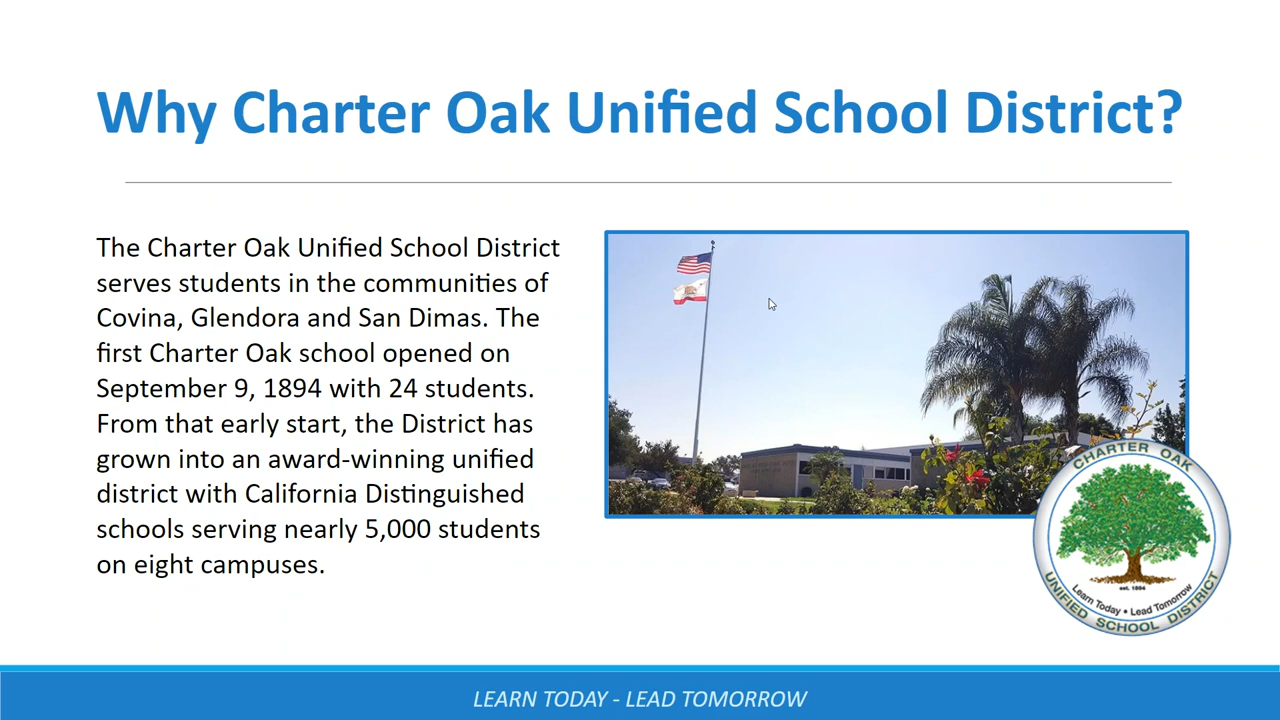 Why Charter Oak Unified School District?
The Charter Oak Unified School District
serves students in the communities of
Covina, Glendora and San Dimas. The
first Charter Oak school opened on
September 9, 1894 with 24 students.
From that early start, the District has
grown into an award-winning unified
district with California Distinguished
schools serving nearly 5,000 students
on eight campuses.
CHARTER OAK
est. 1894
Learn Today • Lead Tomorrow
UNIFIED SCHOOL DISTRICT
LEARN TODAY - LEAD TOMORROW